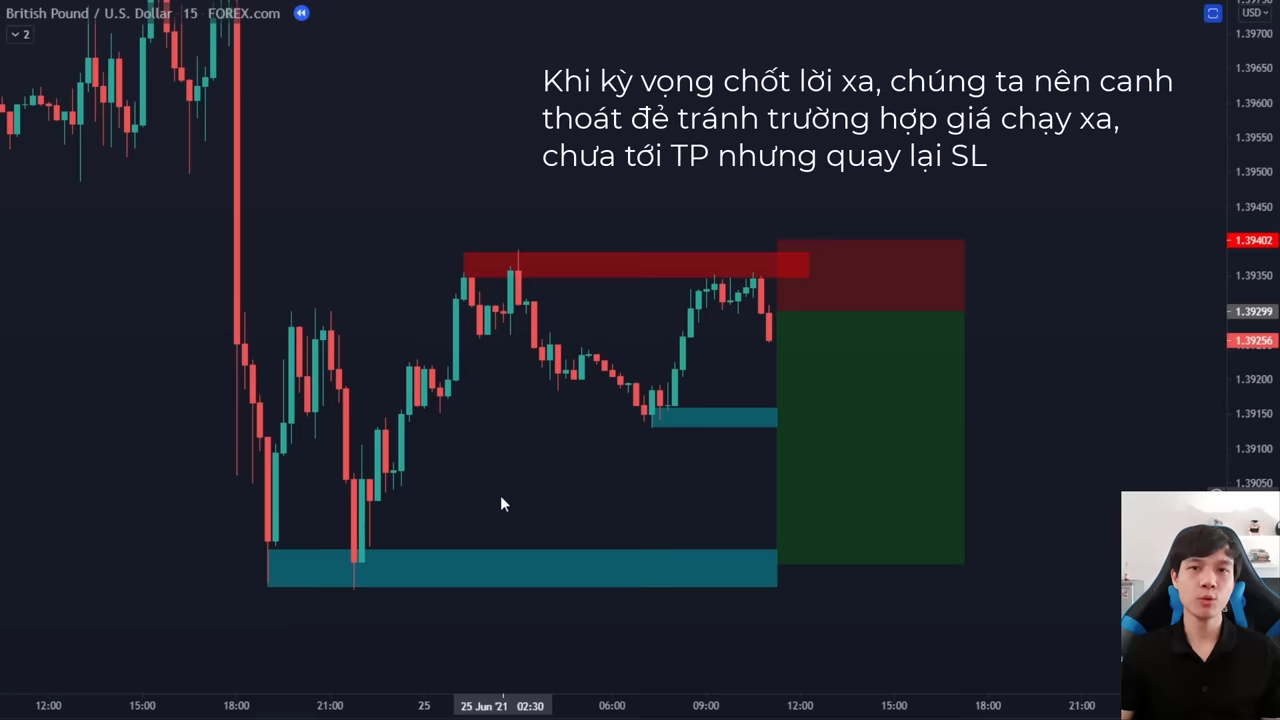 British Pound / U.S. Dollar 15 FOREX.com
2
USD
Khi kỳ vọng chốt lời xa, chúng ta nên canh
thoát đẻ tránh trường hợp giá chạy xa,
chưa tới TP nhưng quay lại SL
1.39700
1.39650
1.39600
1.39550
1.39500
1.39450
1.39402
1.39350
1.39299
1.39256
1.39200
1.39150
1.39100
1.39050
12:00 15:00 18:00 21:00 25 25 Jun '21 02:30 06:00 09:00 12:00 15:00 18:00 21:00